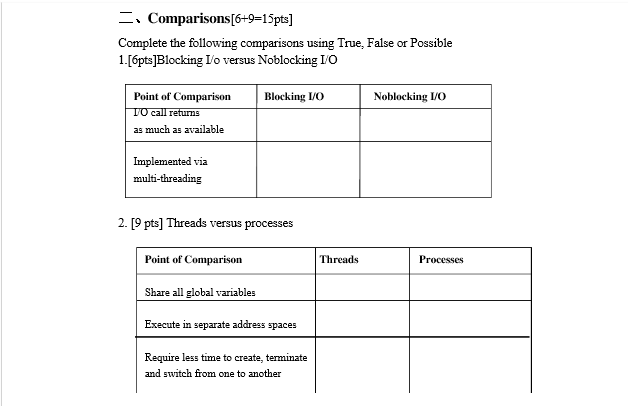 二、Comparisons[6+9=15pts]
Complete the following comparisons using True, False or Possible
1.[6pts]Blocking I/o versus Noblocking I/O
Point of Comparison Blocking I/O Noblocking I/O
I/O call returns
as much as available
Implemented via
multi-threading
2. [9 pts] Threads versus processes
Point of Comparison Threads Processes
Share all global variables
Execute in separate address spaces
Require less time to create, terminate
and switch from one to another